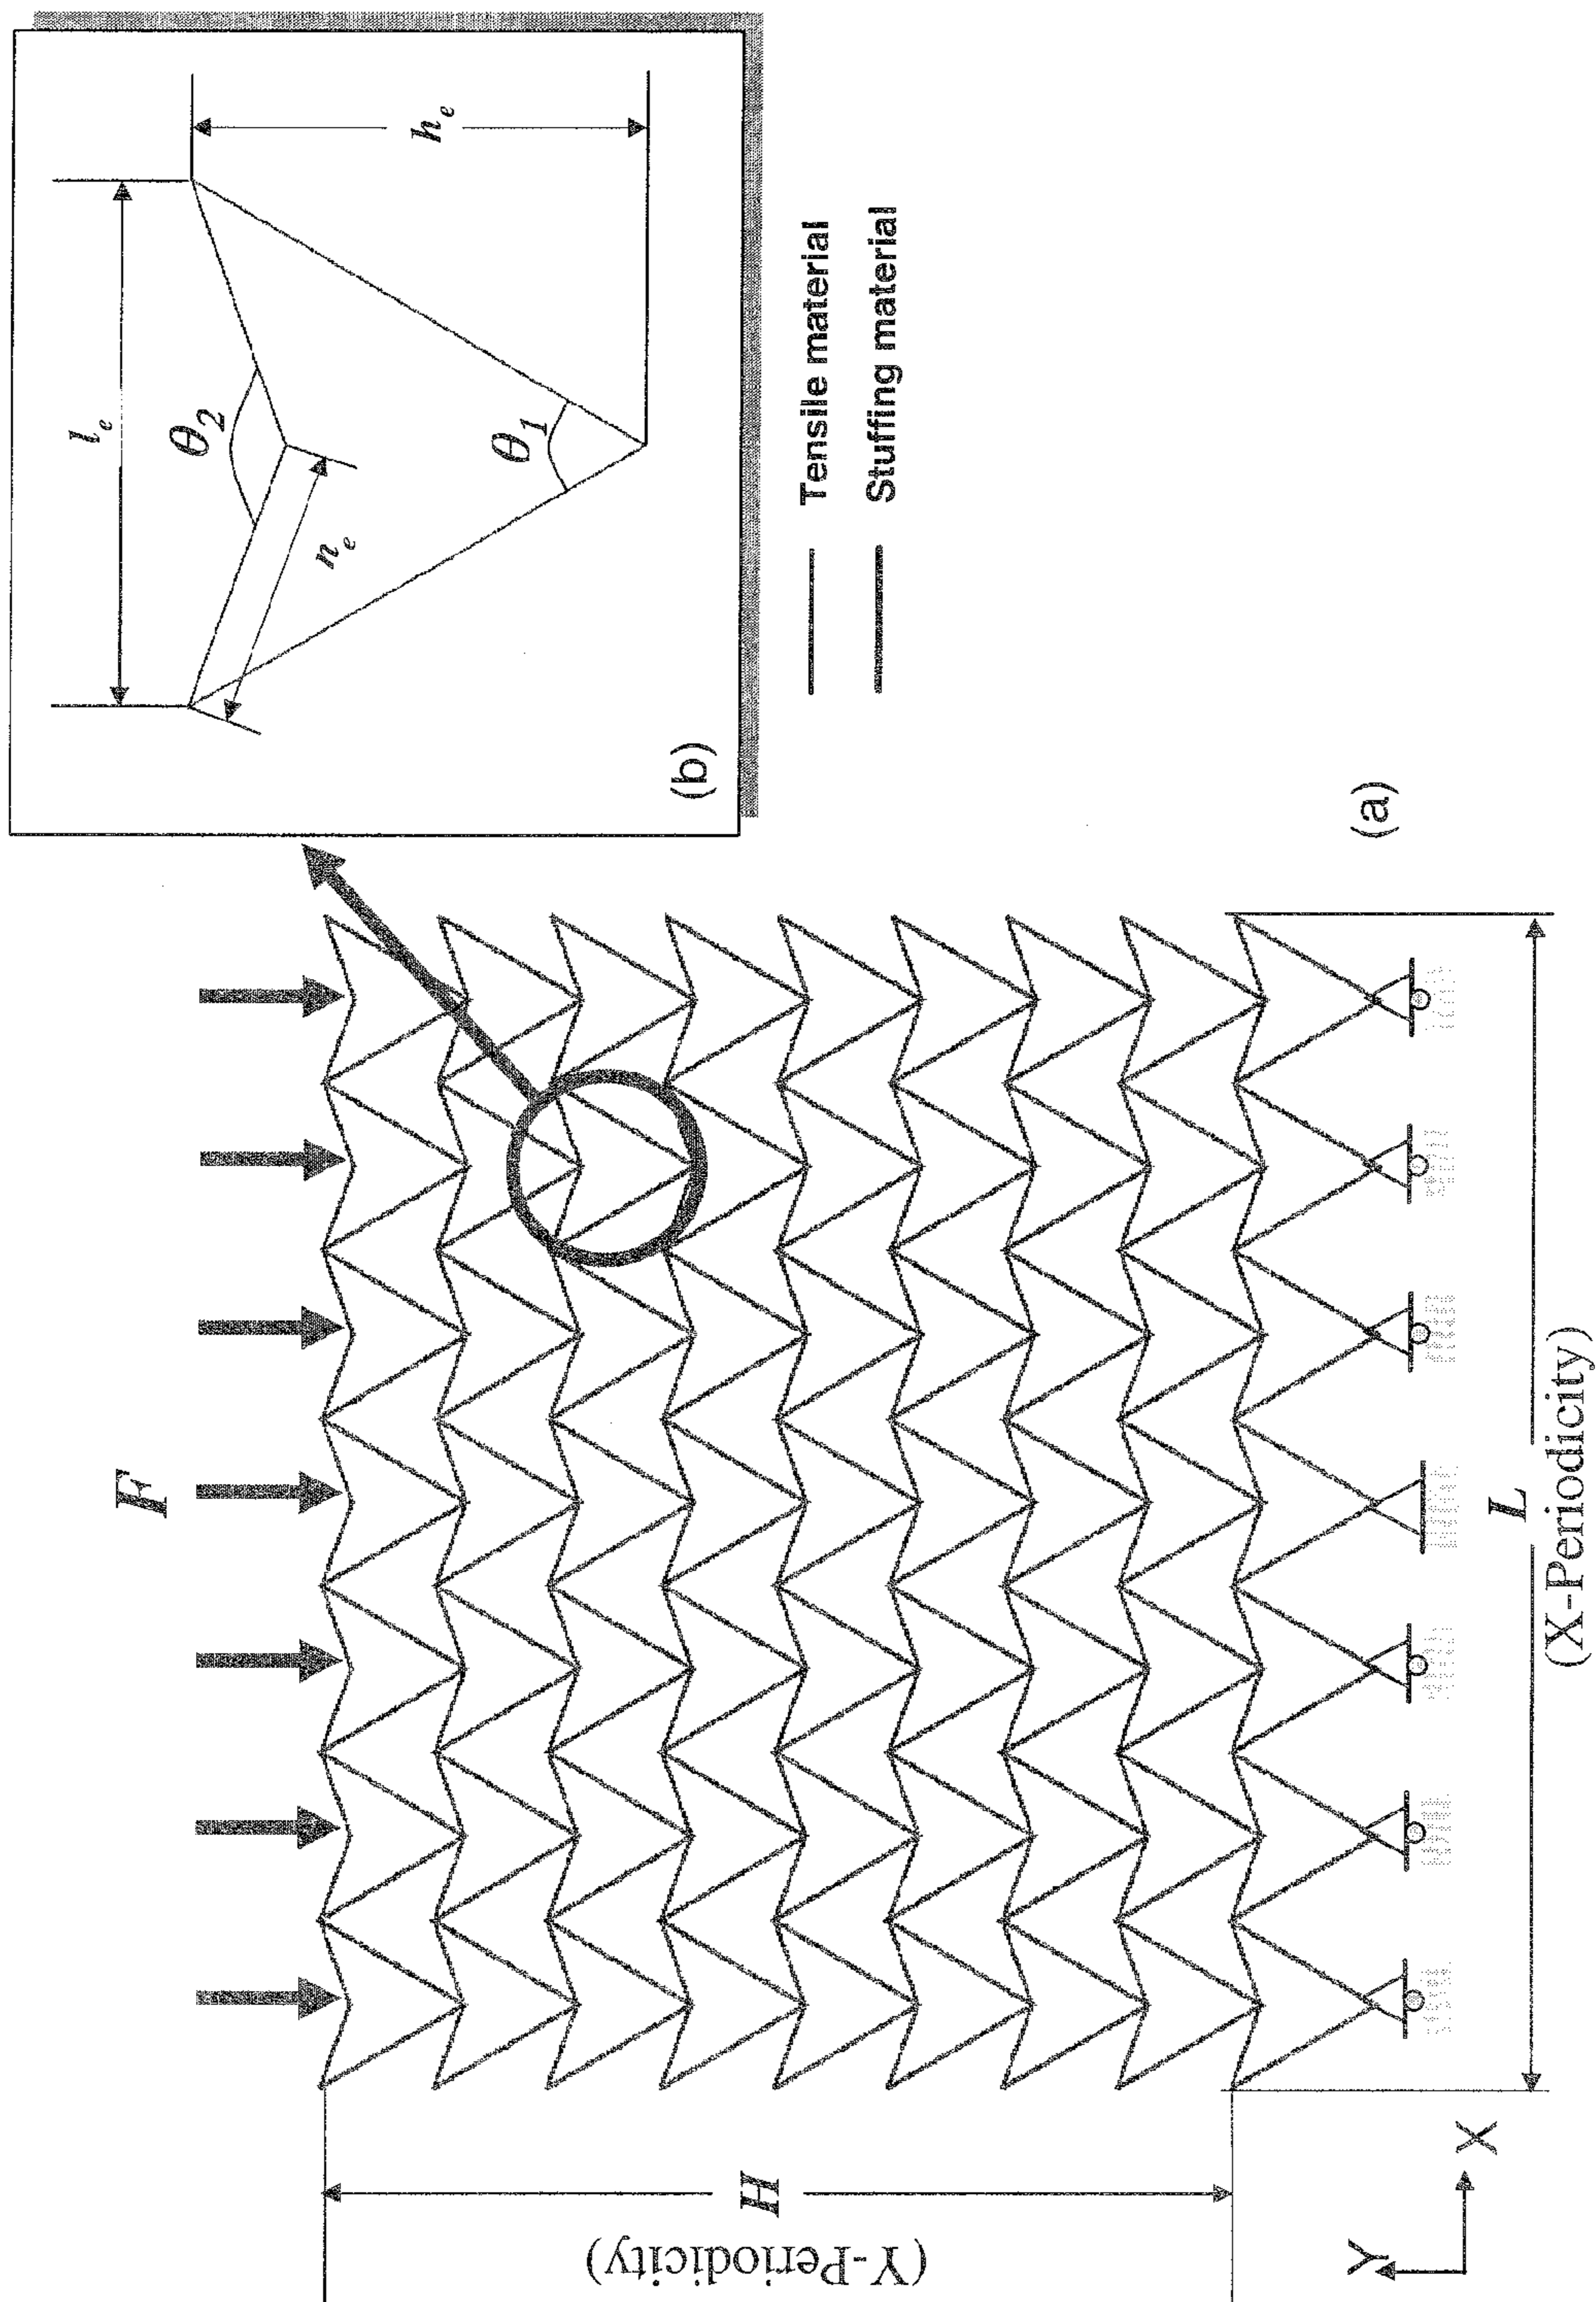 F
H
(Y-Periodicity)
Y
X
L
(X-Periodicity)
(a)
l_e
θ_2
n_e
θ_1
h_e
(b)
Tensile material
Stuffing material